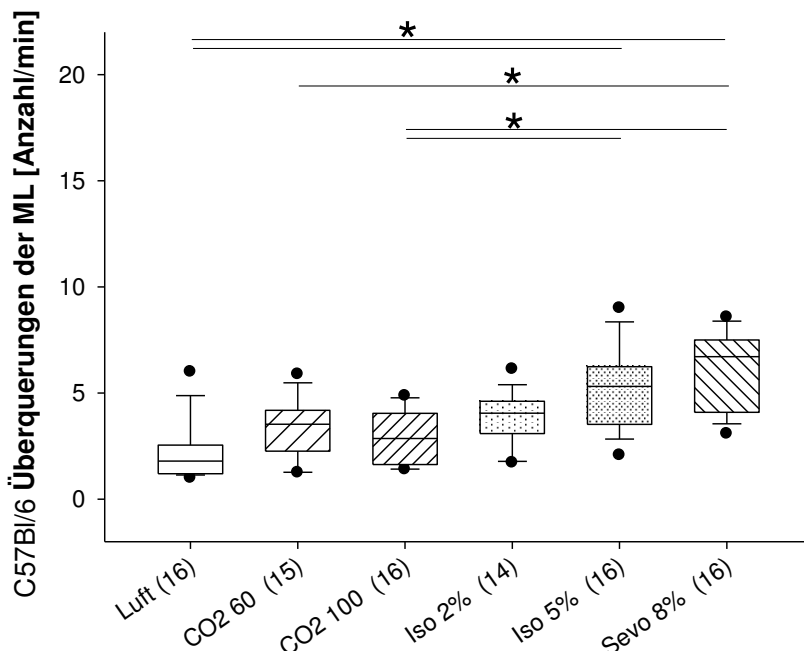 C57Bl/6 Überquerungen der ML [Anzahl/min]
20
15
10
5
0
*
*
*
Luft (16)
CO2 60 (15)
CO2 100 (16)
Iso 2% (14)
Iso 5% (16)
Sevo 8% (16)